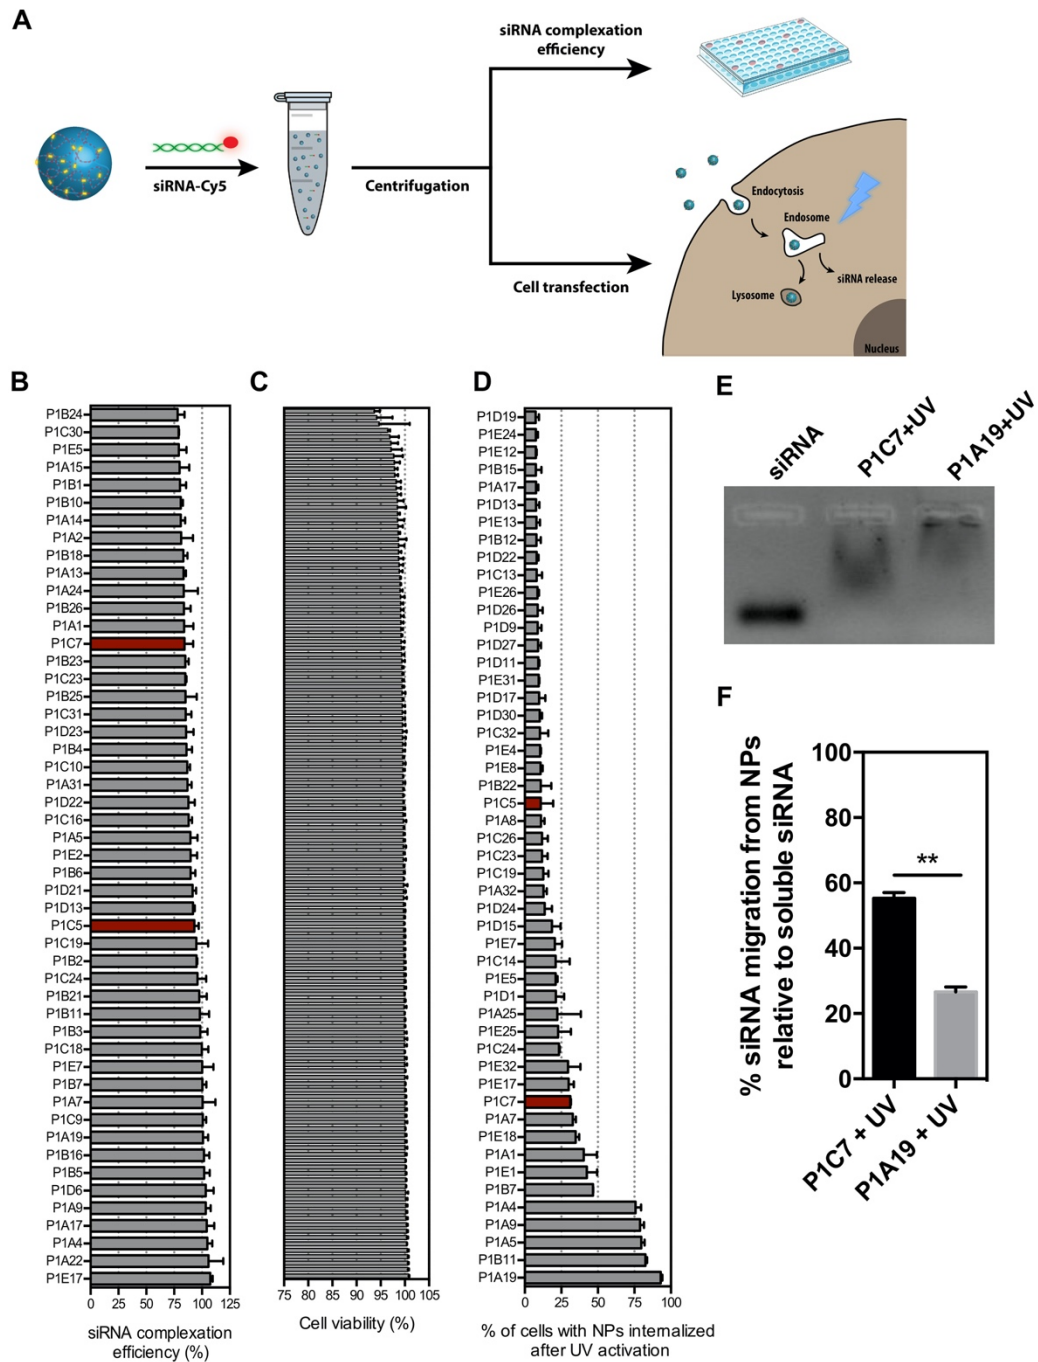 A
siRNA complexation
efficiency
siRNA-Cy5
Centrifugation
Cell transfection
Endocytosis
Endosome
siRNA release
Lysosome
Nucleus
B
P1B24
P1C30
P1E5
P1A15
P1B1
P1B10
P1A14
P1A2
P1B18
P1A13
P1A24
P1B26
P1A1
P1C7
P1B23
P1C23
P1B25
P1C31
P1D23
P1B4
P1C10
P1A31
P1D22
P1C16
P1A5
P1E2
P1B6
P1D21
P1D13
P1C5
P1C19
P1B2
P1C24
P1B21
P1B11
P1B3
P1C18
P1E7
P1B7
P1A7
P1C9
P1A19
P1B16
P1B5
P1D6
P1A9
P1A17
P1A4
P1A22
P1E17
0 25 50 75 100 125
siRNA complexation
efficiency (%)
C
75 80 85 90 95 100 105
Cell viability (%)
D
P1D19
P1E24
P1E12
P1B15
P1A17
P1D13
P1E13
P1B12
P1D22
P1C13
P1E26
P1D26
P1D9
P1D27
P1D11
P1E31
P1D17
P1D30
P1C32
P1E4
P1E8
P1B22
P1C5
P1A8
P1C26
P1C23
P1C19
P1A32
P1D24
P1D15
P1E7
P1C14
P1E5
P1D1
P1A25
P1E25
P1C24
P1E32
P1E17
P1C7
P1A7
P1E18
P1A1
P1E1
P1B7
P1A4
P1A9
P1A5
P1B11
P1A19
0 25 50 75 100
% of cells with NPs internalized
after UV activation
E
siRNA
P1C7+UV
P1A19+UV
F
% siRNA migration from NPs
relative to soluble siRNA
100
80
60
40
20
0
**
P1C7 + UV
P1A19 + UV